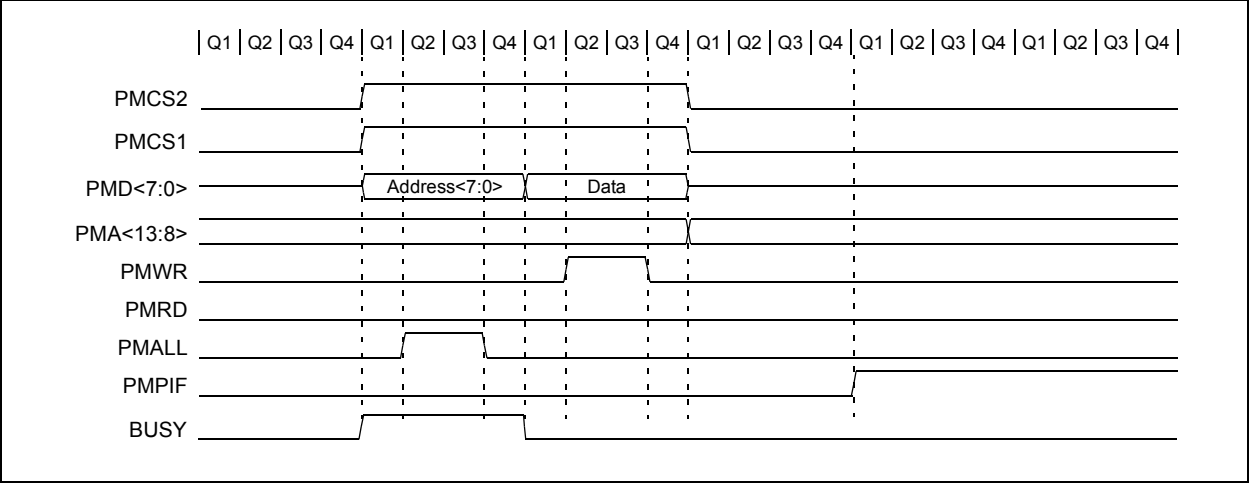 Q1 Q2 Q3 Q4 Q1 Q2 Q3 Q4 Q1 Q2 Q3 Q4 Q1 Q2 Q3 Q4 Q1 Q2 Q3 Q4 Q1 Q2 Q3 Q4
PMCS2
PMCS1
PMD<7:0> Address<7:0> Data
PMA<13:8>
PMWR
PMRD
PMALL
PMPIF
BUSY